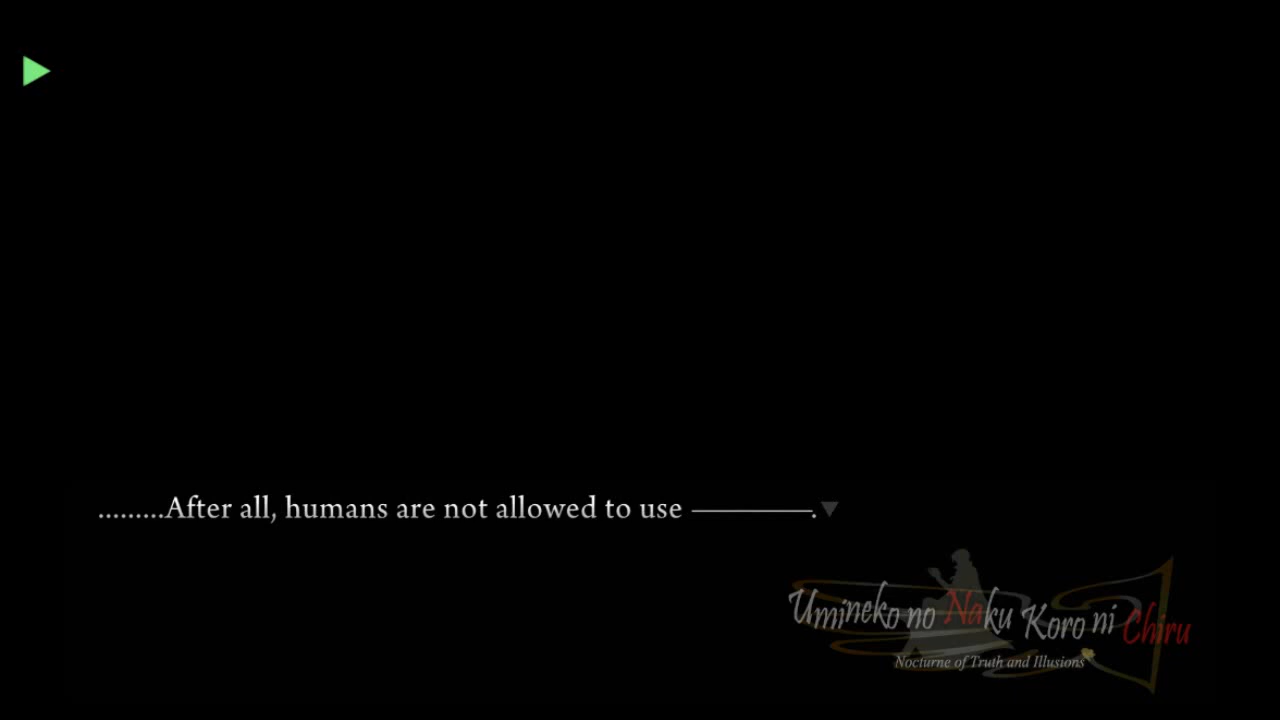 .........After all, humans are not allowed to use ————.
Umineko no Naku Koro ni Chiru
Nocturne of Truth and Illusions